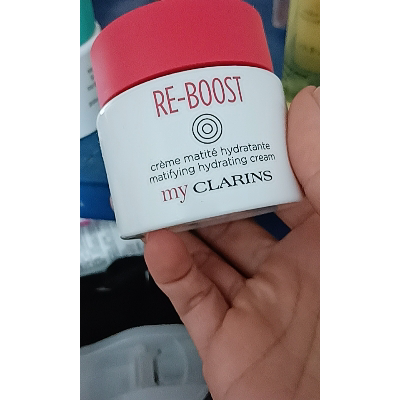 RE-BOOST
crème matité hydratante
matifying hydrating cream
my CLARINS